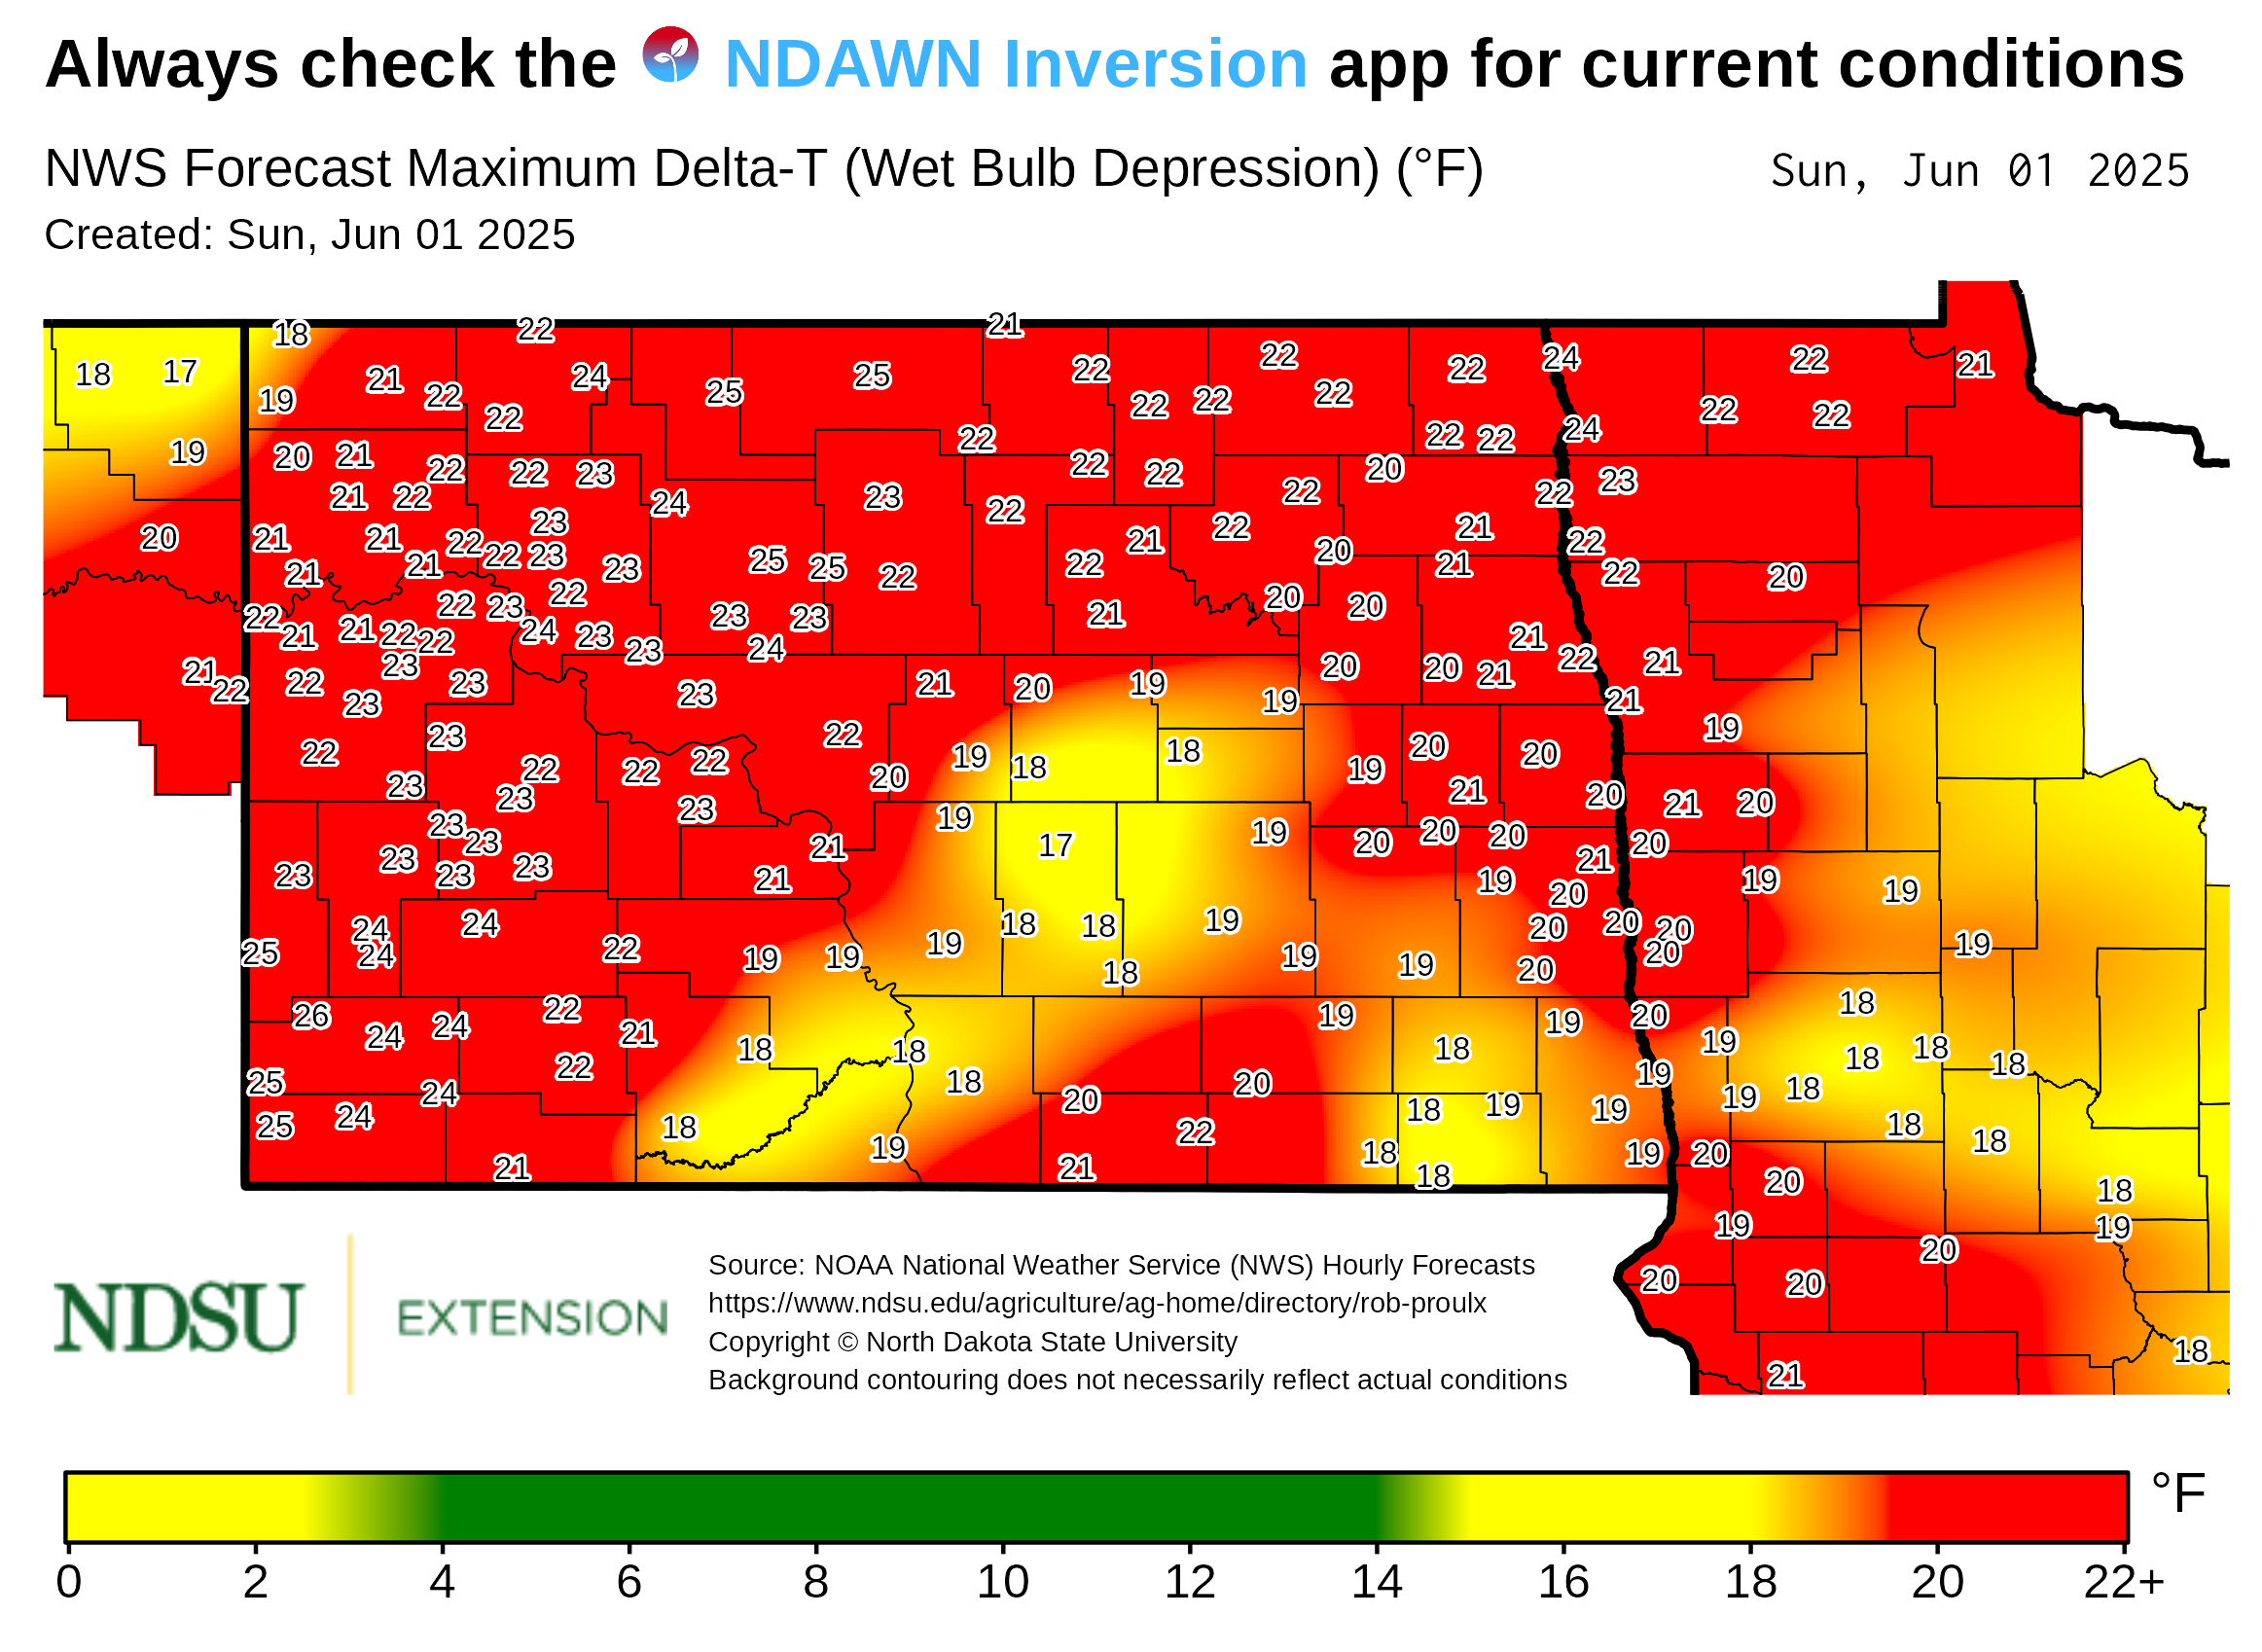 Always check the NDAWN Inversion app for current conditions
NWS Forecast Maximum Delta-T (Wet Bulb Depression) (°F) Sun, Jun 01 2025
Created: Sun, Jun 01 2025
18 22 21
18 17 21 24 25 25 22 22 22 22 24 22 21
19 22 22 22 22 22 22 22 22
19 20 21 22 22 23 22 22 22 22 22 20 24
21 22 24 23 22 22 22 23
20 21 21 22 23 22 23 21 22 21 22
21 21 23 25 25 22 22 20 21 22 20
22 21 21 22 22 22 23 22 24 23 23 23 24 21 20 20 21
21 22 22 23 23 23 23 21 20 19 19 20 20 21 22 21 21
22 23 22 22 22 22 20 19 18 18 19 20 20 19
23 23 23 19 19 21 20 21 20
23 23 23 23 23 23 21 21 17 20 20 20 21 20
25 24 24 24 22 19 19 19 18 18 19 19 20 20 20 20 19 19
26 24 24 22 21 18 18 18 19 18 19 20 19 18 18 18
25 24 22 18 18 20 20 18 19 19 19 19 18
25 24 21 18 19 21 22 18 18 19 20 20 18 18
19 20 18 19
20 20 18
21
NDSU EXTENSION
Source: NOAA National Weather Service (NWS) Hourly Forecasts
https://www.ndsu.edu/agriculture/ag-home/directory/rob-proulx
Copyright © North Dakota State University
Background contouring does not necessarily reflect actual conditions
°F
0 2 4 6 8 10 12 14 16 18 20 22+